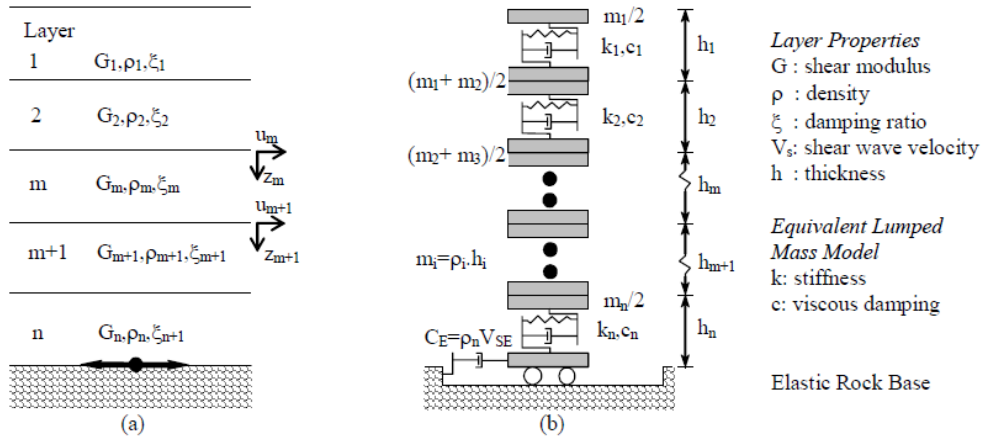 Layer
1 G₁,ρ₁,ξ₁
2 G₂,ρ₂,ξ₂
uₘ
zₘ
m Gₘ,ρₘ,ξₘ
uₘ₊₁
m+1 Gₘ₊₁,ρₘ₊₁,ξₘ₊₁
zₘ₊₁
n Gₙ,ρₙ,ξₙ₊₁
(a)
m₁/2
k₁,c₁
h₁
(m₁+ m₂)/2
k₂,c₂
h₂
(m₂+ m₃)/2
hₘ
mᵢ=ρᵢ.hᵢ
hₘ₊₁
mₙ/2
kₙ,cₙ
hₙ
C_E=ρₙV_SE
(b)
Layer Properties
G : shear modulus
ρ : density
ξ : damping ratio
Vₛ: shear wave velocity
h : thickness
Equivalent Lumped
Mass Model
k: stiffness
c: viscous damping
Elastic Rock Base